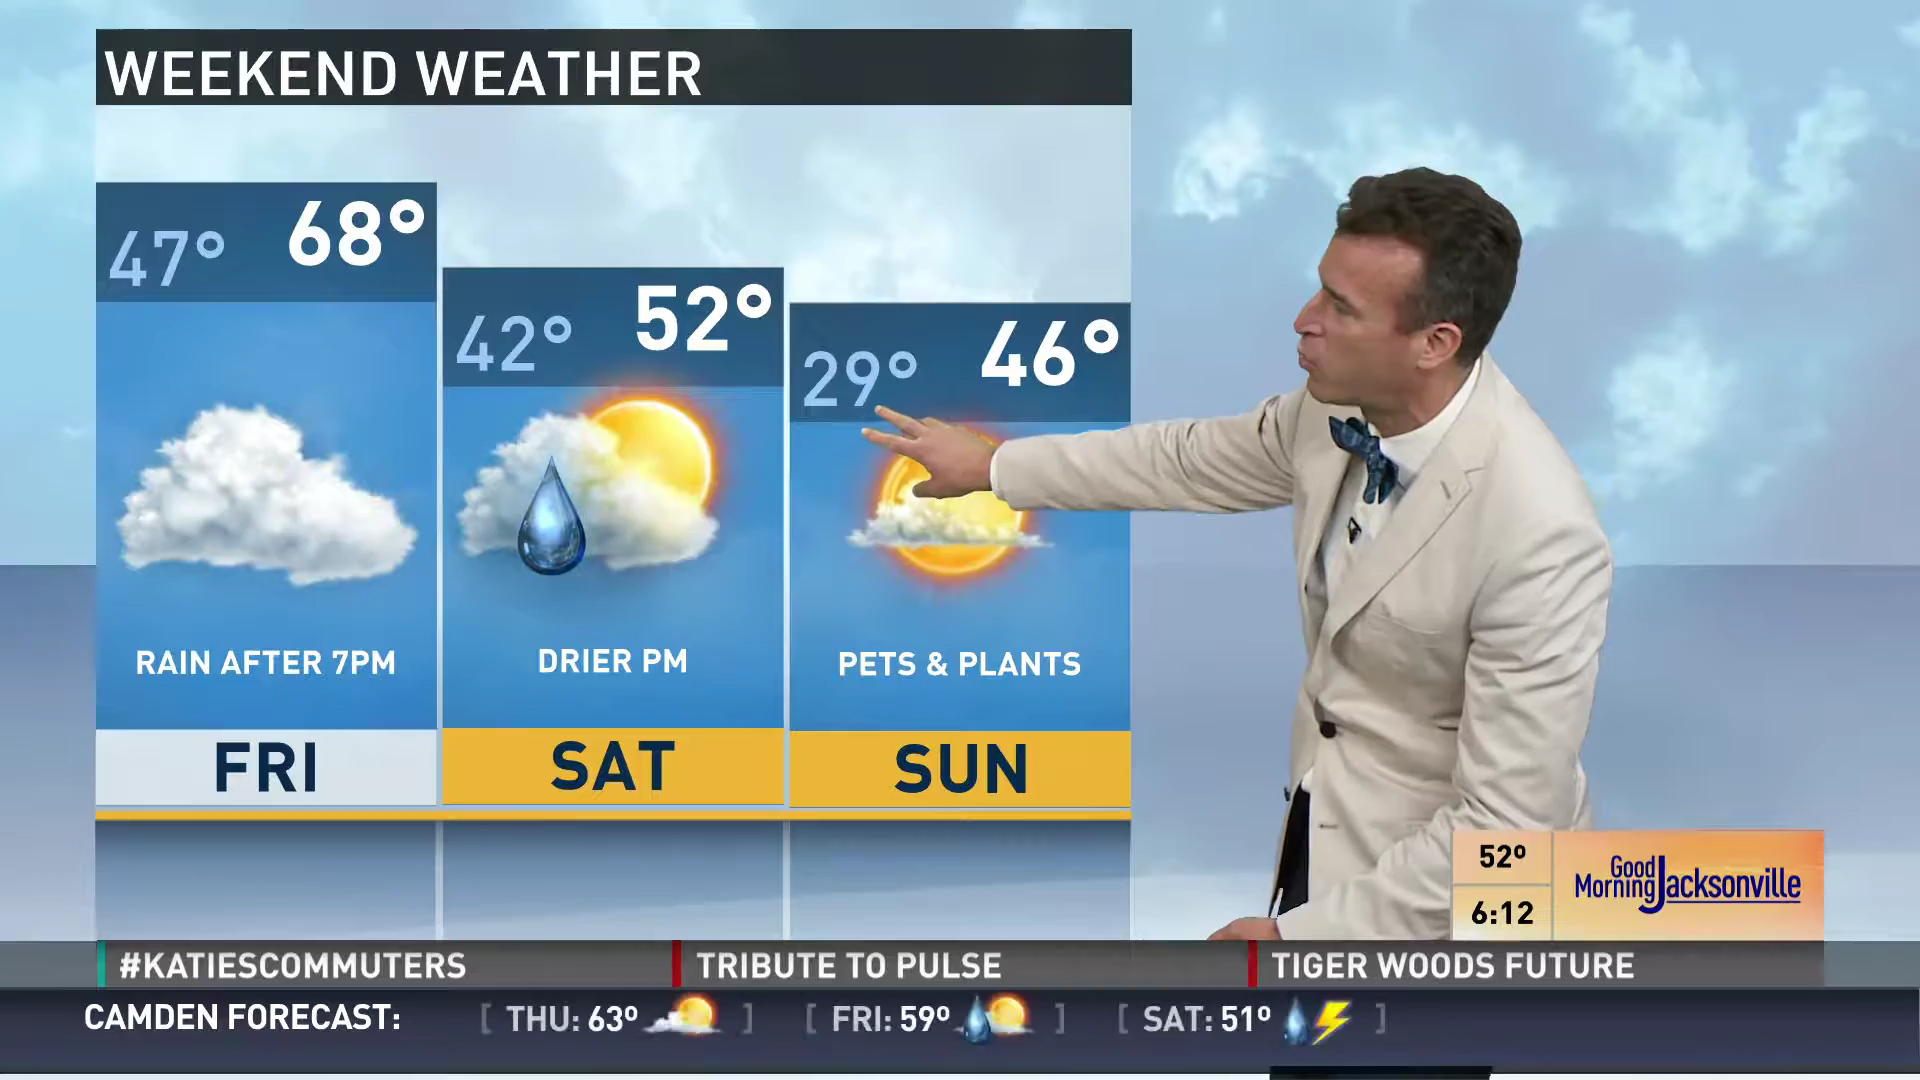 WEEKEND WEATHER
47° 68°
RAIN AFTER 7PM
FRI
42° 52°
DRIER PM
SAT
29° 46°
PETS & PLANTS
SUN
52°
6:12
Good
Morning Jacksonville
#KATIESCOMMUTERS
TRIBUTE TO PULSE
TIGER WOODS FUTURE
CAMDEN FORECAST: [ THU: 63° ] [ FRI: 59° ] [ SAT: 51° ]